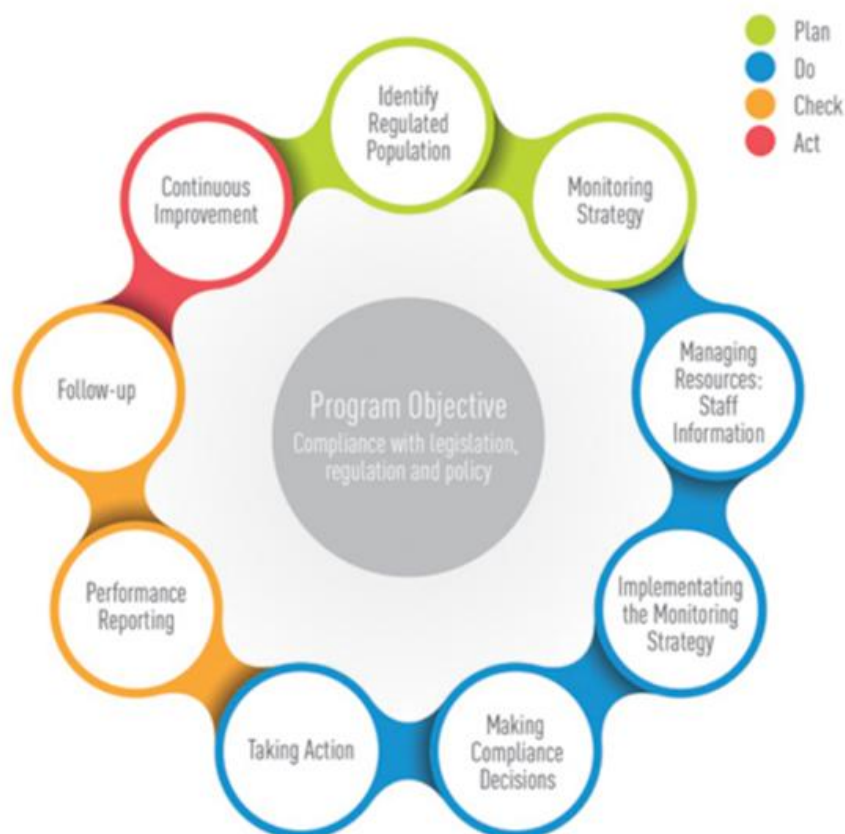 Plan
Do
Check
Act
Identify
Regulated
Population
Monitoring
Strategy
Managing
Resources:
Staff
Information
Implementating
the Monitoring
Strategy
Making
Compliance
Decisions
Taking Action
Performance
Reporting
Follow-up
Continuous
Improvement
Program Objective
Compliance with legislation,
regulation and policy